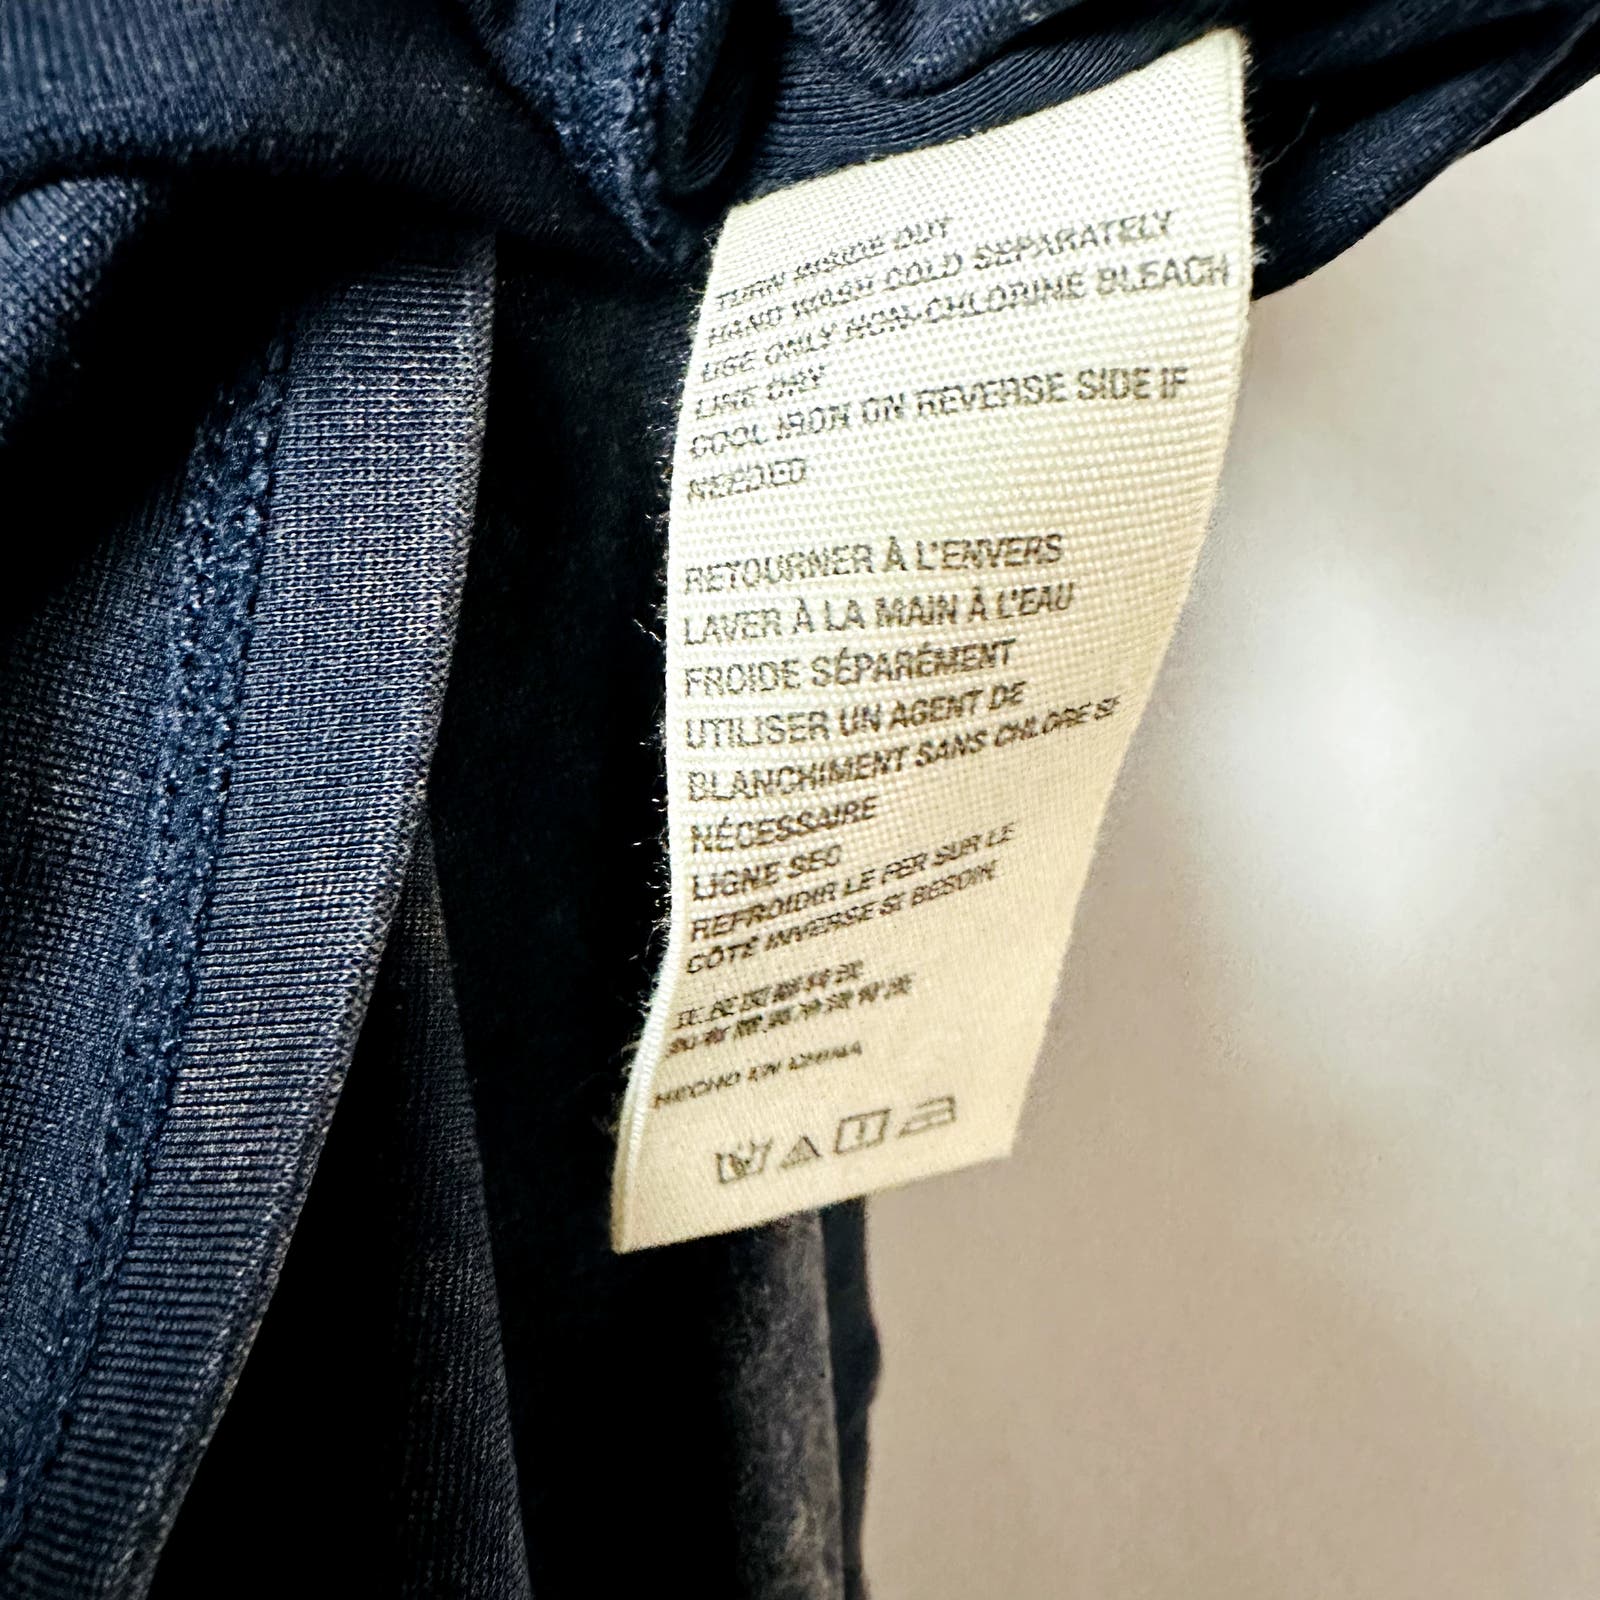 TURN INSIDE OUT
HAND WASH COLD SEPARATELY
USE ONLY NON-CHLORINE BLEACH
LINE DRY
COOL IRON ON REVERSE SIDE IF
NEEDED
RETOURNER À L'ENVERS
LAVER À LA MAIN À L'EAU
FROIDE SÉPARÉMENT
UTILISER UN AGENT DE
BLANCHIMENT SANS CHLORE SI
NÉCESSAIRE
LIGNE SEC
REFROIDIR LE FER SUR LE
CÔTÉ INVERSE SI BESOIN
HECHO EN CHINA